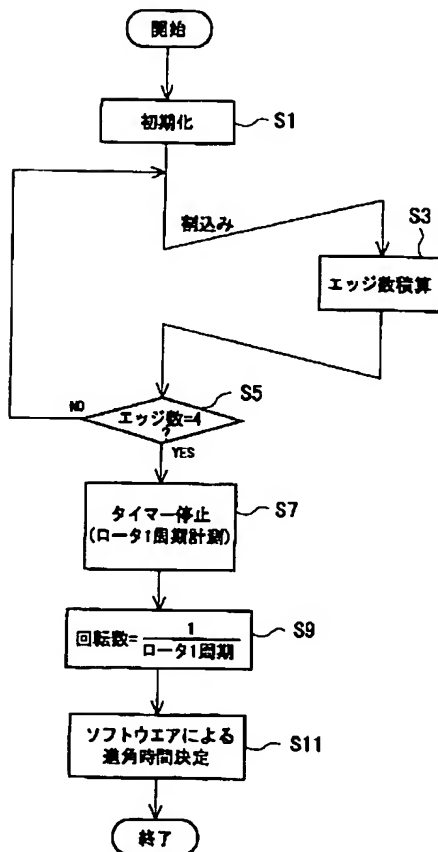 開始
初期化
S1
割込み
S3
エッジ数積算
S5
NO
エッジ数=4
?
YES
タイマー停止
(ロータ1周期計測)
S7
回転数= 1
ロータ1周期
S9
ソフトウエアによる
進角時間決定
S11
終了